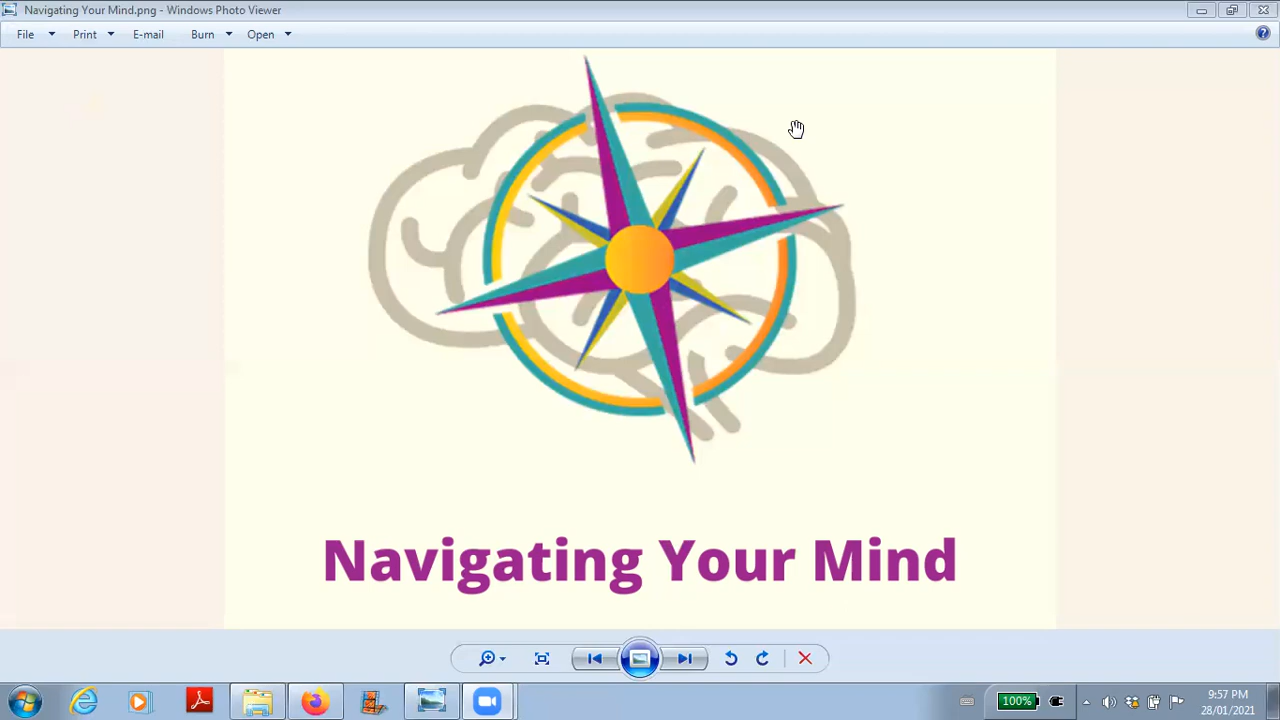 Navigating Your Mind.png - Windows Photo Viewer
File Print E-mail Burn Open
Navigating Your Mind
100%
9:57 PM
28/01/2021